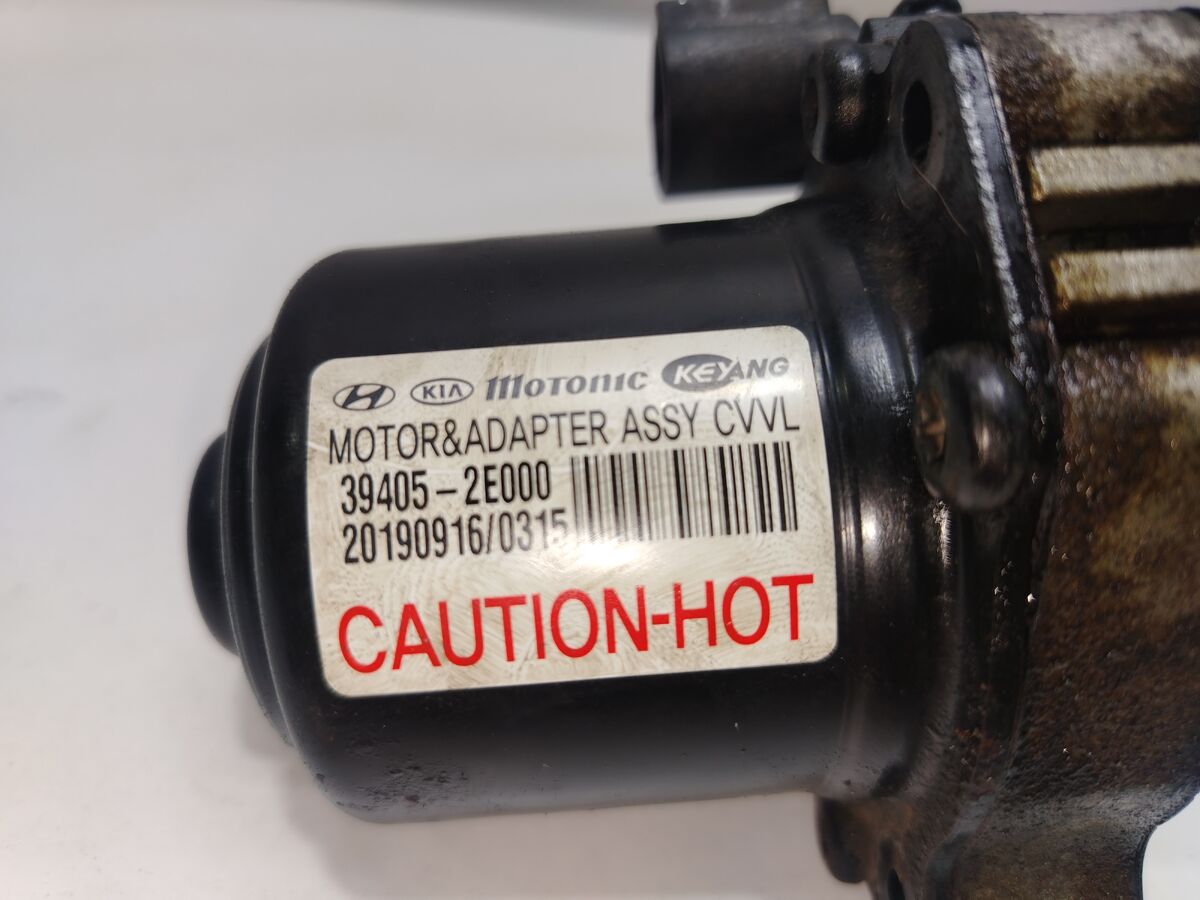 KIA MOTONIC KEYANG
MOTOR&ADAPTER ASSY CVVL
39405-2E000
20190916/0315
CAUTION-HOT